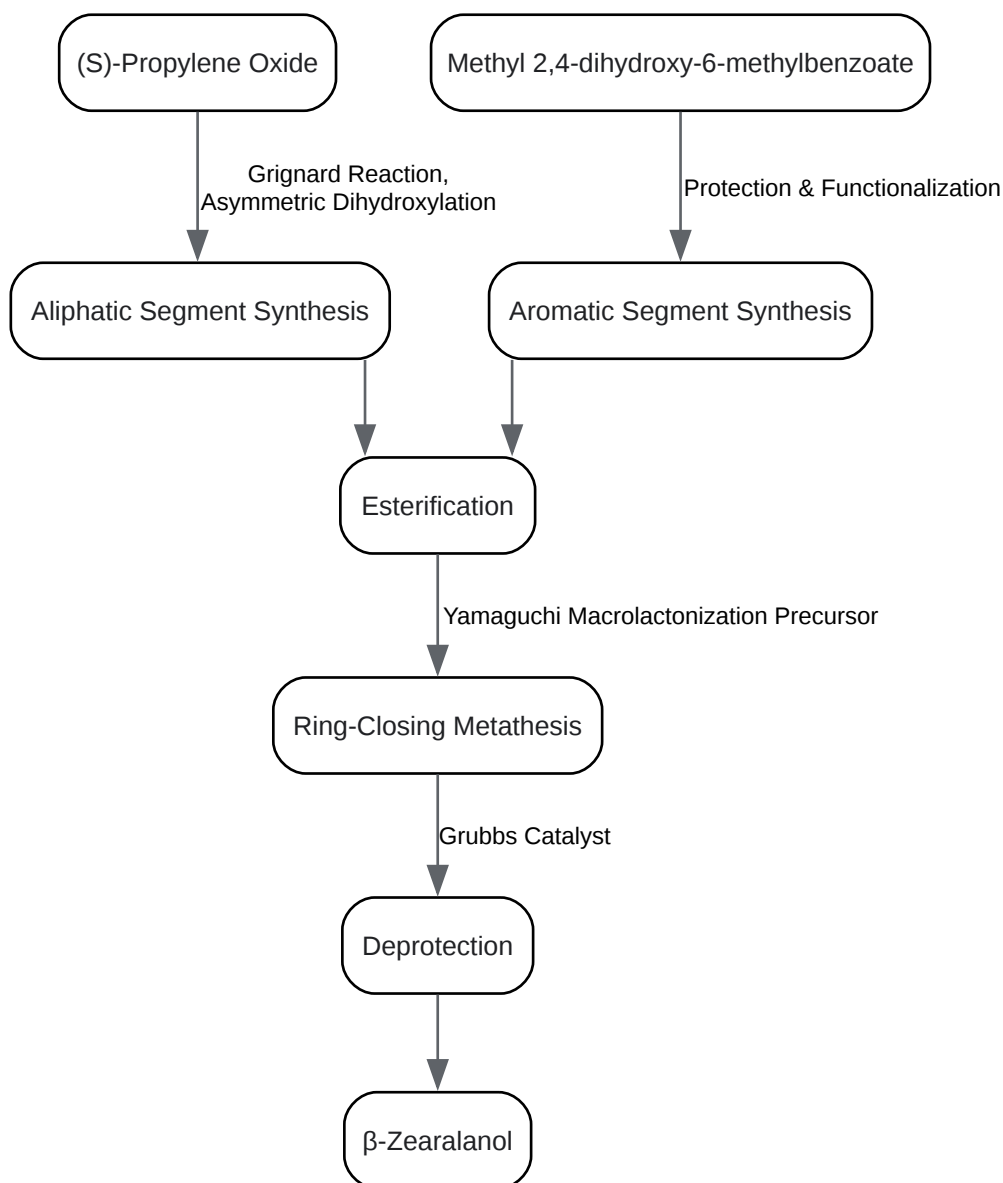 (S)-Propylene Oxide
Methyl 2,4-dihydroxy-6-methylbenzoate
Grignard Reaction,
Asymmetric Dihydroxylation
Protection & Functionalization
Aliphatic Segment Synthesis
Aromatic Segment Synthesis
Esterification
Yamaguchi Macrolactonization Precursor
Ring-Closing Metathesis
Grubbs Catalyst
Deprotection
β-Zearalanol